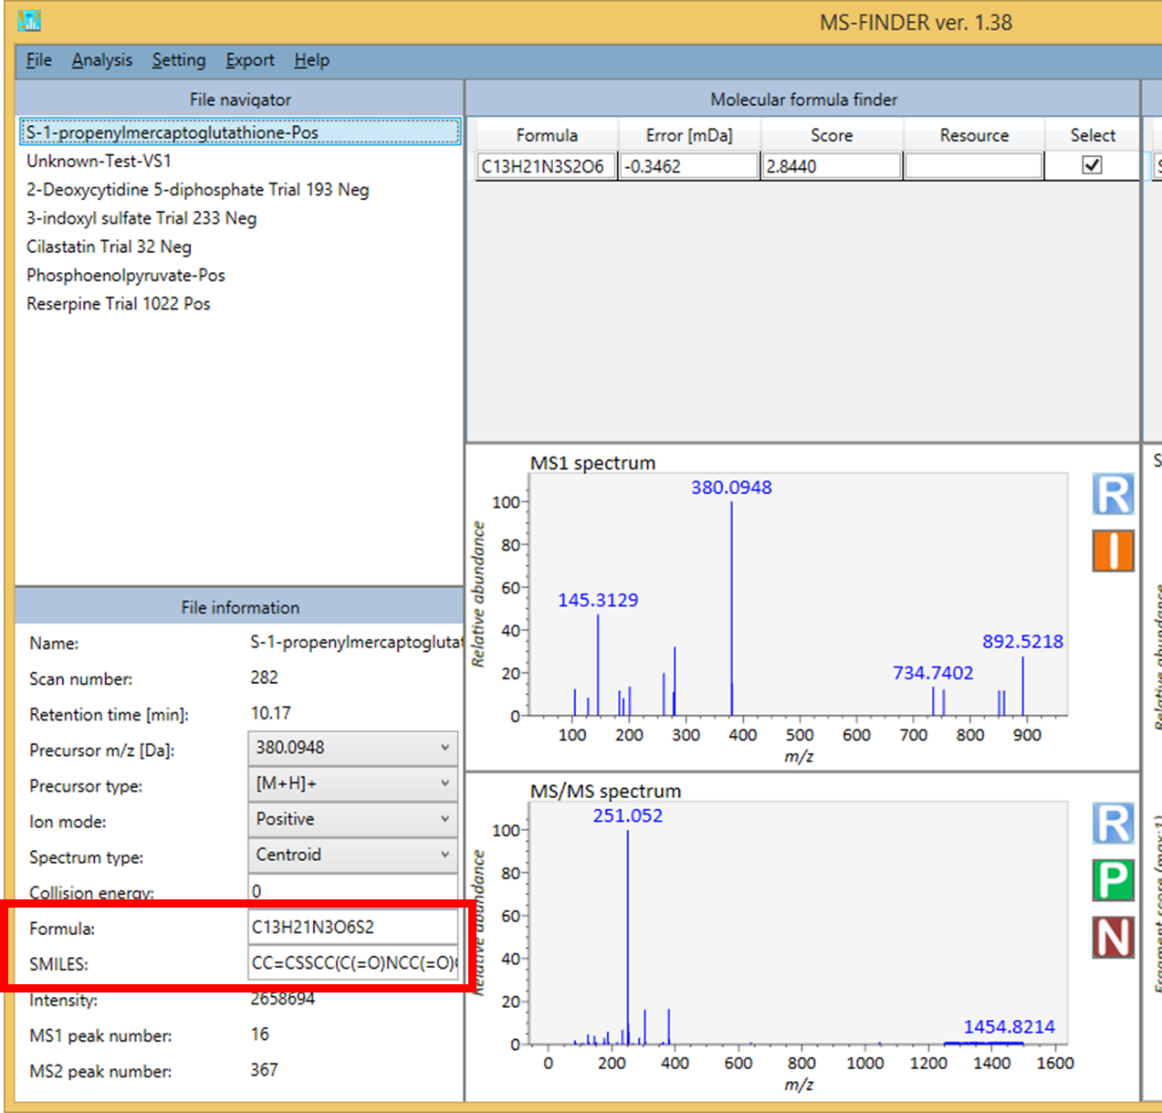 MS-FINDER ver. 1.38
File Analysis Setting Export Help
File navigator
S-1-propenylmercaptoglutathione-Pos
Unknown-Test-VS1
2-Deoxycytidine 5-diphosphate Trial 193 Neg
3-indoxyl sulfate Trial 233 Neg
Cilastatin Trial 32 Neg
Phosphoenolpyruvate-Pos
Reserpine Trial 1022 Pos
Molecular formula finder
Formula Error [mDa] Score Resource Select
C13H21N3S2O6 -0.3462 2.8440
MS1 spectrum
380.0948
145.3129
892.5218
734.7402
Relative abundance
100
80
60
40
20
0
100 200 300 400 500 600 700 800 900
m/z
R
I
File information
Name: S-1-propenylmercaptoglutat
Scan number: 282
Retention time [min]: 10.17
Precursor m/z [Da]: 380.0948
Precursor type: [M+H]+
Ion mode: Positive
Spectrum type: Centroid
Collision energy: 0
Formula: C13H21N3O6S2
SMILES: CC=CSSCC(C(=O)NCC(=O)
Intensity: 2658694
MS1 peak number: 16
MS2 peak number: 367
MS/MS spectrum
251.052
1454.8214
Relative abundance
100
80
60
40
20
0
0 200 400 600 800 1000 1200 1400 1600
m/z
R
P
N
S
Relative abundance
Fragment score (max:1)